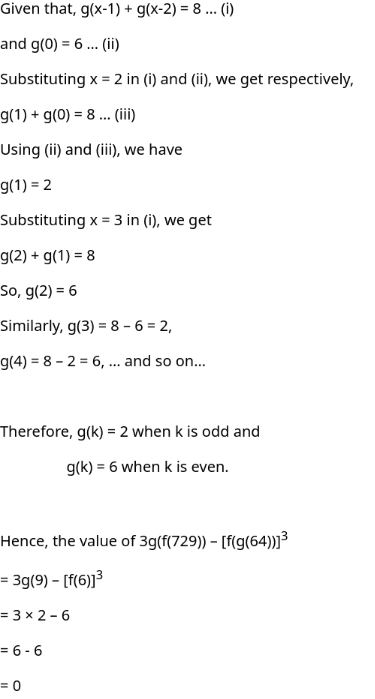 Given that, g(x-1) + g(x-2) = 8 ... (i)
and g(0) = 6 ... (ii)
Substituting x = 2 in (i) and (ii), we get respectively,
g(1) + g(0) = 8 ... (iii)
Using (ii) and (iii), we have
g(1) = 2
Substituting x = 3 in (i), we get
g(2) + g(1) = 8
So, g(2) = 6
Similarly, g(3) = 8 – 6 = 2,
g(4) = 8 – 2 = 6, ... and so on...
Therefore, g(k) = 2 when k is odd and
g(k) = 6 when k is even.
Hence, the value of 3g(f(729)) – [f(g(64))]³
= 3g(9) – [f(6)]³
= 3 × 2 – 6
= 6 - 6
= 0